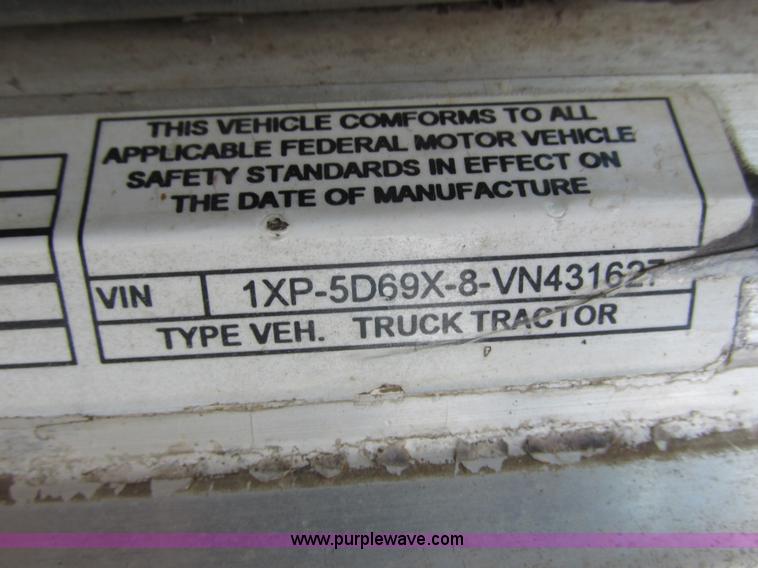 THIS VEHICLE COMFORMS TO ALL
APPLICABLE FEDERAL MOTOR VEHICLE
SAFETY STANDARDS IN EFFECT ON
THE DATE OF MANUFACTURE
VIN 1XP-5D69X-8-VN431627
TYPE VEH. TRUCK TRACTOR
www.purplewave.com